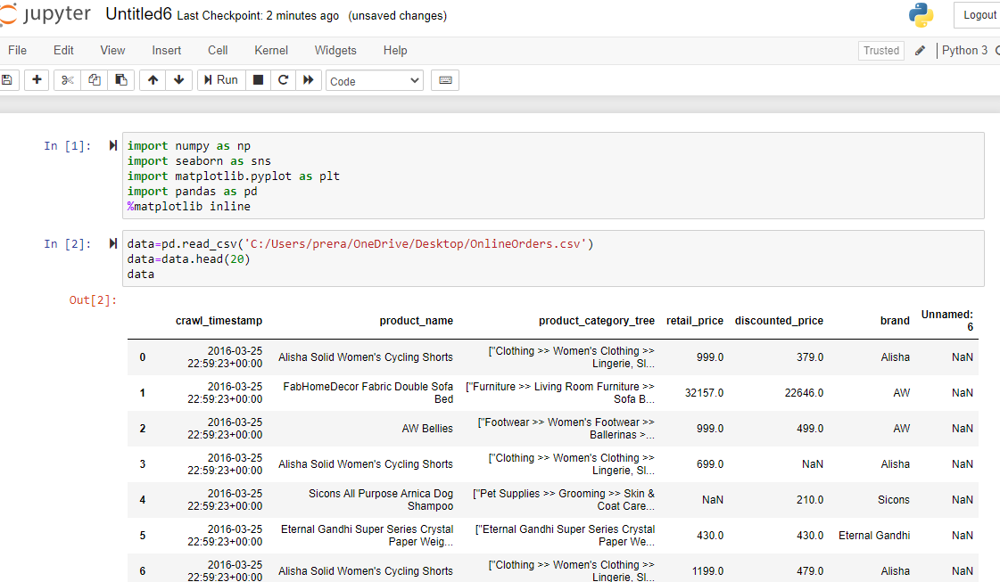 jupyter Untitled6 Last Checkpoint: 2 minutes ago (unsaved changes) Logout
File Edit View Insert Cell Kernel Widgets Help Trusted Python 3
Run Code
In [1]: import numpy as np
import seaborn as sns
import matplotlib.pyplot as plt
import pandas as pd
%matplotlib inline
In [2]: data=pd.read_csv('C:/Users/prera/OneDrive/Desktop/OnlineOrders.csv')
data=data.head(20)
data
Out[2]:
crawl_timestamp product_name product_category_tree retail_price discounted_price brand Unnamed:
6
0 2016-03-25 Alisha Solid Women's Cycling Shorts ["Clothing >> Women's Clothing >> 999.0 379.0 Alisha NaN
22:59:23+00:00 Lingerie, Sl...
1 2016-03-25 FabHomeDecor Fabric Double Sofa ["Furniture >> Living Room Furniture >> 32157.0 22646.0 AW NaN
22:59:23+00:00 Bed Sofa B...
2 2016-03-25 AW Bellies ["Footwear >> Women's Footwear >> 999.0 499.0 AW NaN
22:59:23+00:00 Ballerinas >...
3 2016-03-25 Alisha Solid Women's Cycling Shorts ["Clothing >> Women's Clothing >> 699.0 NaN Alisha NaN
22:59:23+00:00 Lingerie, Sl...
4 2016-03-25 Sicons All Purpose Arnica Dog ["Pet Supplies >> Grooming >> Skin & NaN 210.0 Sicons NaN
22:59:23+00:00 Shampoo Coat Care...
5 2016-03-25 Eternal Gandhi Super Series Crystal ["Eternal Gandhi Super Series Crystal 430.0 430.0 Eternal Gandhi NaN
22:59:23+00:00 Paper Weig... Paper We...
6 2016-03-25 Alisha Solid Women's Cycling Shorts ["Clothing >> Women's Clothing >> 1199.0 479.0 Alisha NaN
22:59:23+00:00 Lingerie, Sl...